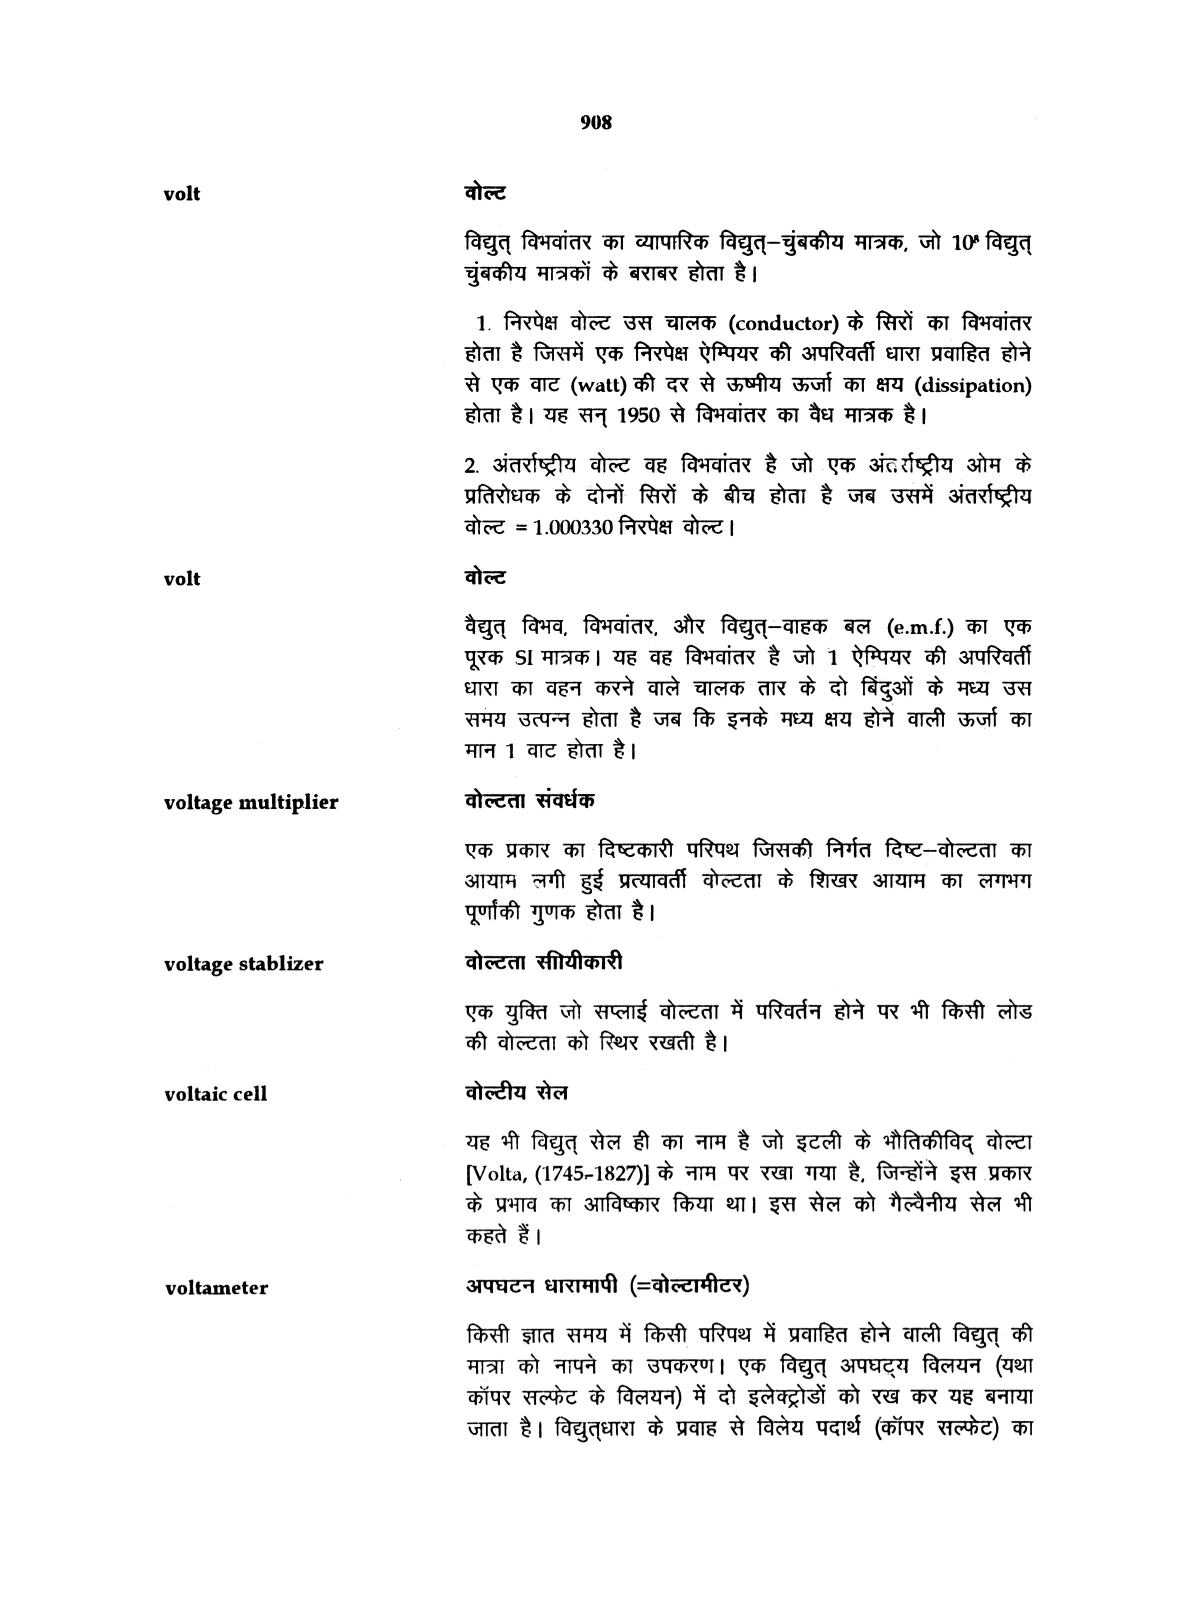 908
volt वोल्ट
विद्युत् विभवांतर का व्यापारिक विद्युत्–चुंबकीय मात्रक, जो 10⁸ विद्युत्
चुंबकीय मात्रकों के बराबर होता है।
1. निरपेक्ष वोल्ट उस चालक (conductor) के सिरों का विभवांतर
होता है जिसमें एक निरपेक्ष ऐम्पियर की अपरिवर्ती धारा प्रवाहित होने
से एक वाट (watt) की दर से ऊष्मीय ऊर्जा का क्षय (dissipation)
होता है। यह सन् 1950 से विभवांतर का वैध मात्रक है।
2. अंतर्राष्ट्रीय वोल्ट वह विभवांतर है जो एक अंतर्राष्ट्रीय ओम के
प्रतिरोधक के दोनों सिरों के बीच होता है जब उसमें अंतर्राष्ट्रीय
वोल्ट = 1.000330 निरपेक्ष वोल्ट।
volt वोल्ट
वैद्युत् विभव, विभवांतर, और विद्युत्–वाहक बल (e.m.f.) का एक
पूरक SI मात्रक। यह वह विभवांतर है जो 1 ऐम्पियर की अपरिवर्ती
धारा का वहन करने वाले चालक तार के दो बिंदुओं के मध्य उस
समय उत्पन्न होता है जब कि इनके मध्य क्षय होने वाली ऊर्जा का
मान 1 वाट होता है।
voltage multiplier वोल्टता संवर्धक
एक प्रकार का दिष्टकारी परिपथ जिसकी निर्गत दिष्ट–वोल्टता का
आयाम लगी हुई प्रत्यावर्ती वोल्टता के शिखर आयाम का लगभग
पूर्णांकी गुणक होता है।
voltage stablizer वोल्टता
एक युक्ति जो सप्लाई वोल्टता में परिवर्तन होने पर भी किसी लोड
की वोल्टता को स्थिर रखती है।
voltaic cell वोल्टीय सेल
यह भी विद्युत् सेल ही का नाम है जो इटली के भौतिकीविद् वोल्टा
[Volta, (1745-1827)] के नाम पर रखा गया है, जिन्होंने इस प्रकार
के प्रभाव का आविष्कार किया था। इस सेल को गैल्वैनीय सेल भी
कहते हैं।
voltameter अपघटन धारामापी (=वोल्टामीटर)
किसी ज्ञात समय में किसी परिपथ में प्रवाहित होने वाली विद्युत् की
मात्रा को नापने का उपकरण। एक विद्युत् अपघट्य विलयन (यथा
कॉपर सल्फेट के विलयन) में दो इलेक्ट्रोडों को रख कर यह बनाया
जाता है। विद्युत्धारा के प्रवाह से विलेय पदार्थ (कॉपर सल्फेट) का